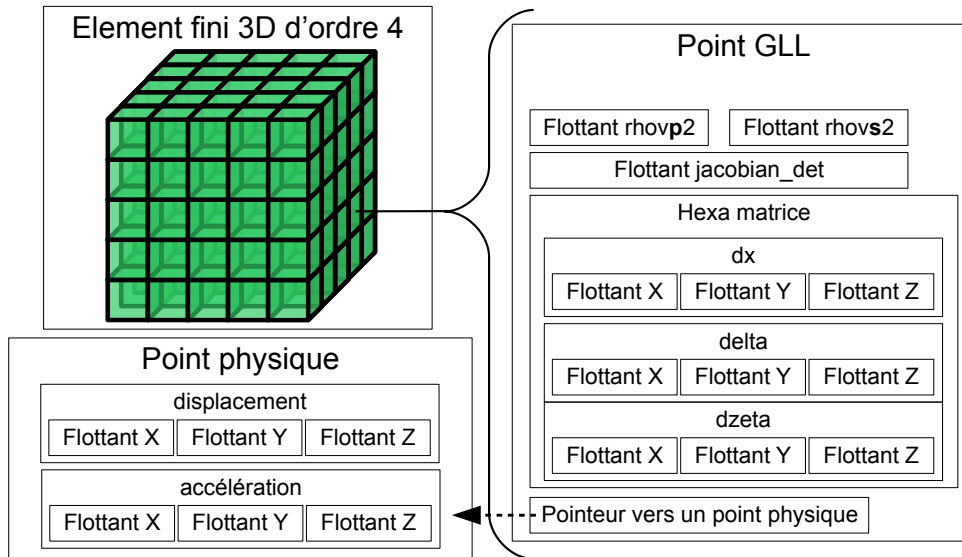 Element fini 3D d'ordre 4
Point physique
displacement
Flottant X Flottant Y Flottant Z
accélération
Flottant X Flottant Y Flottant Z
Point GLL
Flottant rhovp2 Flottant rhovs2
Flottant jacobian_det
Hexa matrice
dx
Flottant X Flottant Y Flottant Z
delta
Flottant X Flottant Y Flottant Z
dzeta
Flottant X Flottant Y Flottant Z
Pointeur vers un point physique